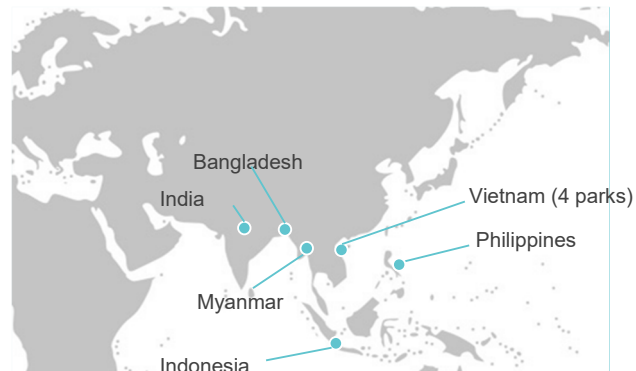 Bangladesh
India
Vietnam (4 parks)
Philippines
Myanmar
Indonesia